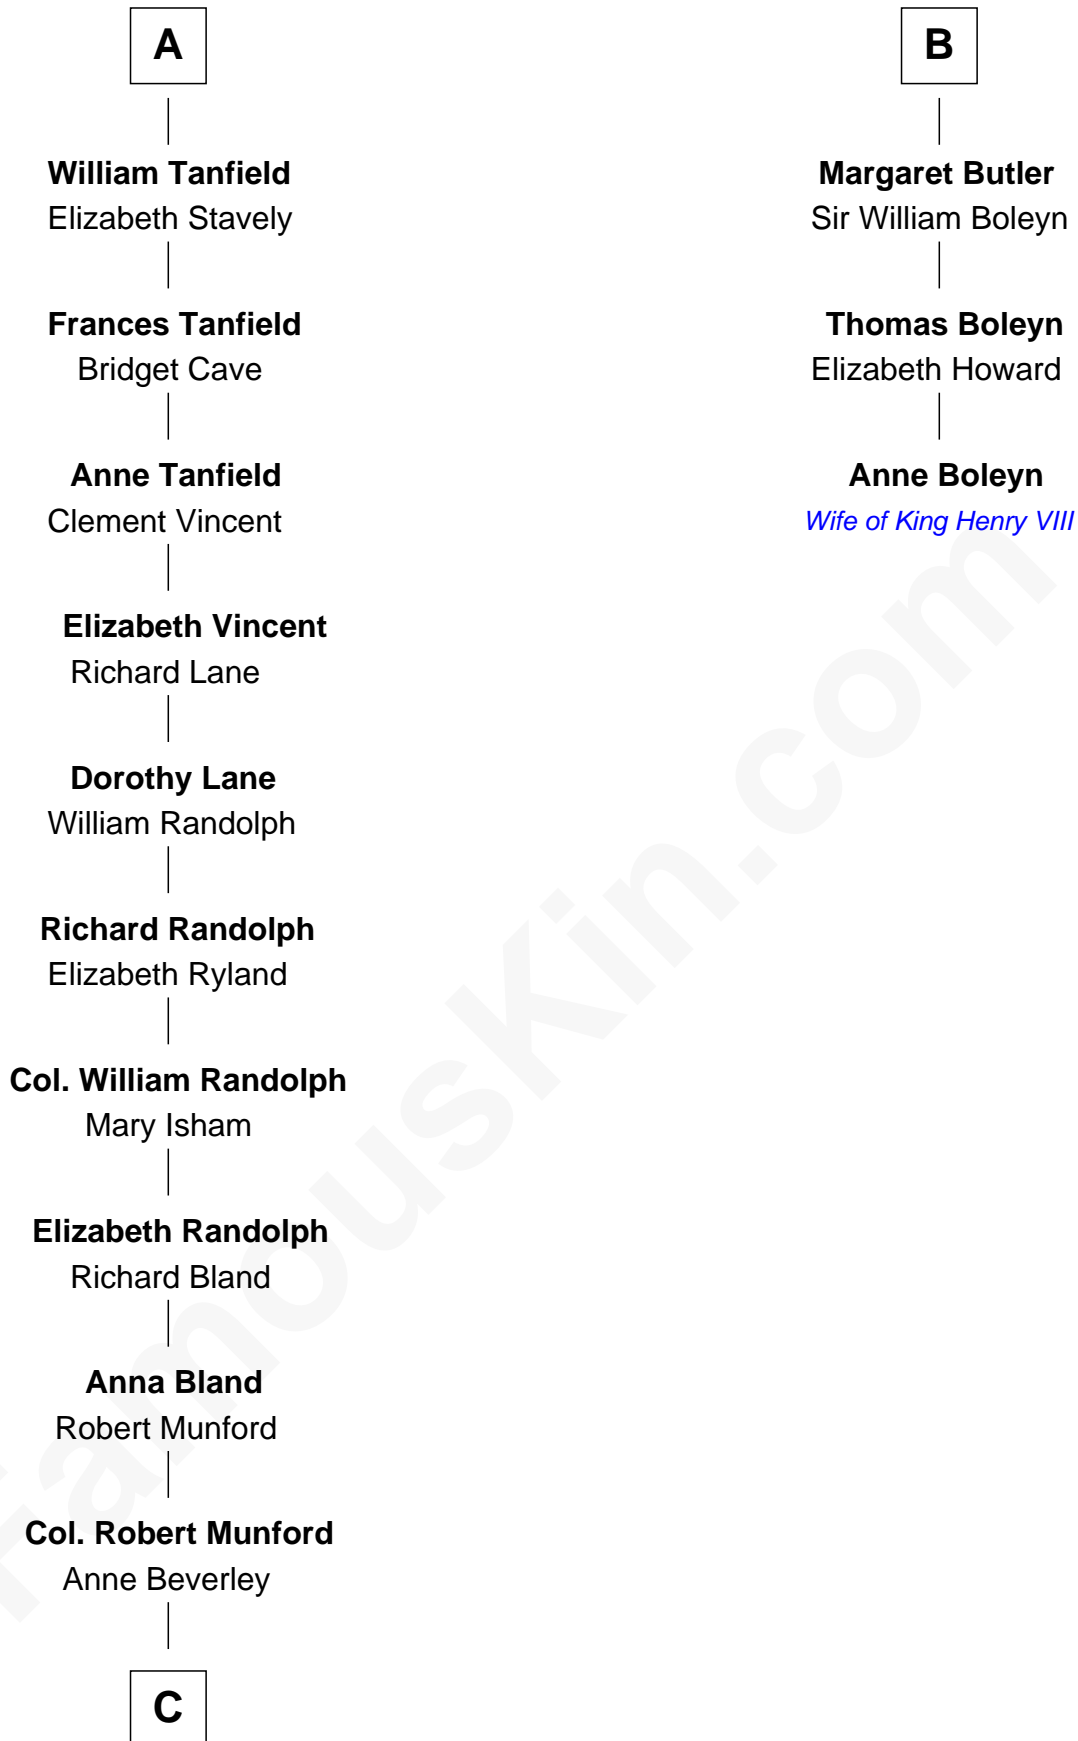 A
William Tanfield
Elizabeth Stavely
Frances Tanfield
Bridget Cave
Anne Tanfield
Clement Vincent
Elizabeth Vincent
Richard Lane
Dorothy Lane
William Randolph
Richard Randolph
Elizabeth Ryland
Col. William Randolph
Mary Isham
Elizabeth Randolph
Richard Bland
Anna Bland
Robert Munford
Col. Robert Munford
Anne Beverley
C
B
Margaret Butler
Sir William Boleyn
Thomas Boleyn
Elizabeth Howard
Anne Boleyn
Wife of King Henry VIII
FamousKin.com